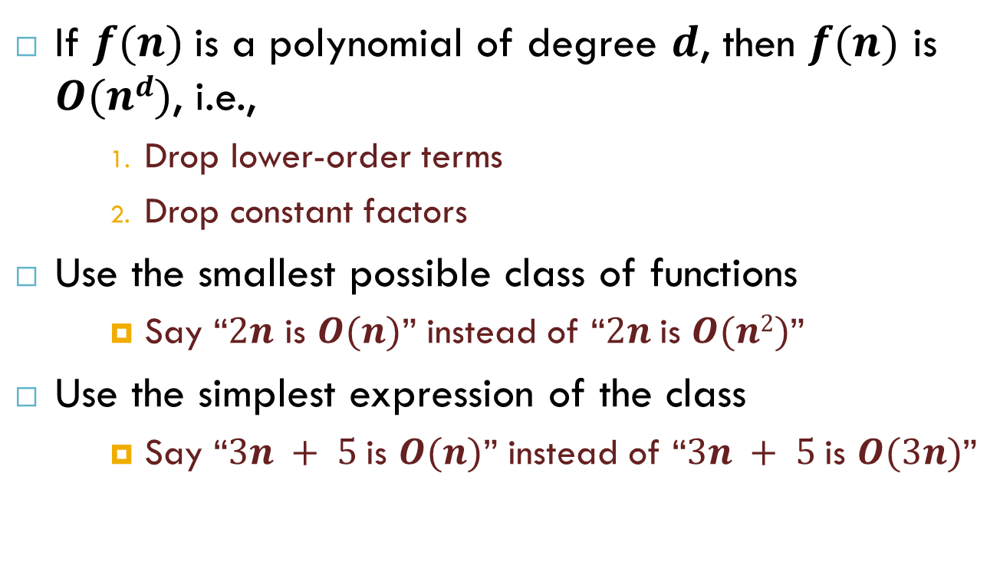 If f(n) is a polynomial of degree d, then f(n) is
O(nᵈ), i.e.,
1. Drop lower-order terms
2. Drop constant factors
Use the smallest possible class of functions
Say “2n is O(n)” instead of “2n is O(n²)”
Use the simplest expression of the class
Say “3n + 5 is O(n)” instead of “3n + 5 is O(3n)”